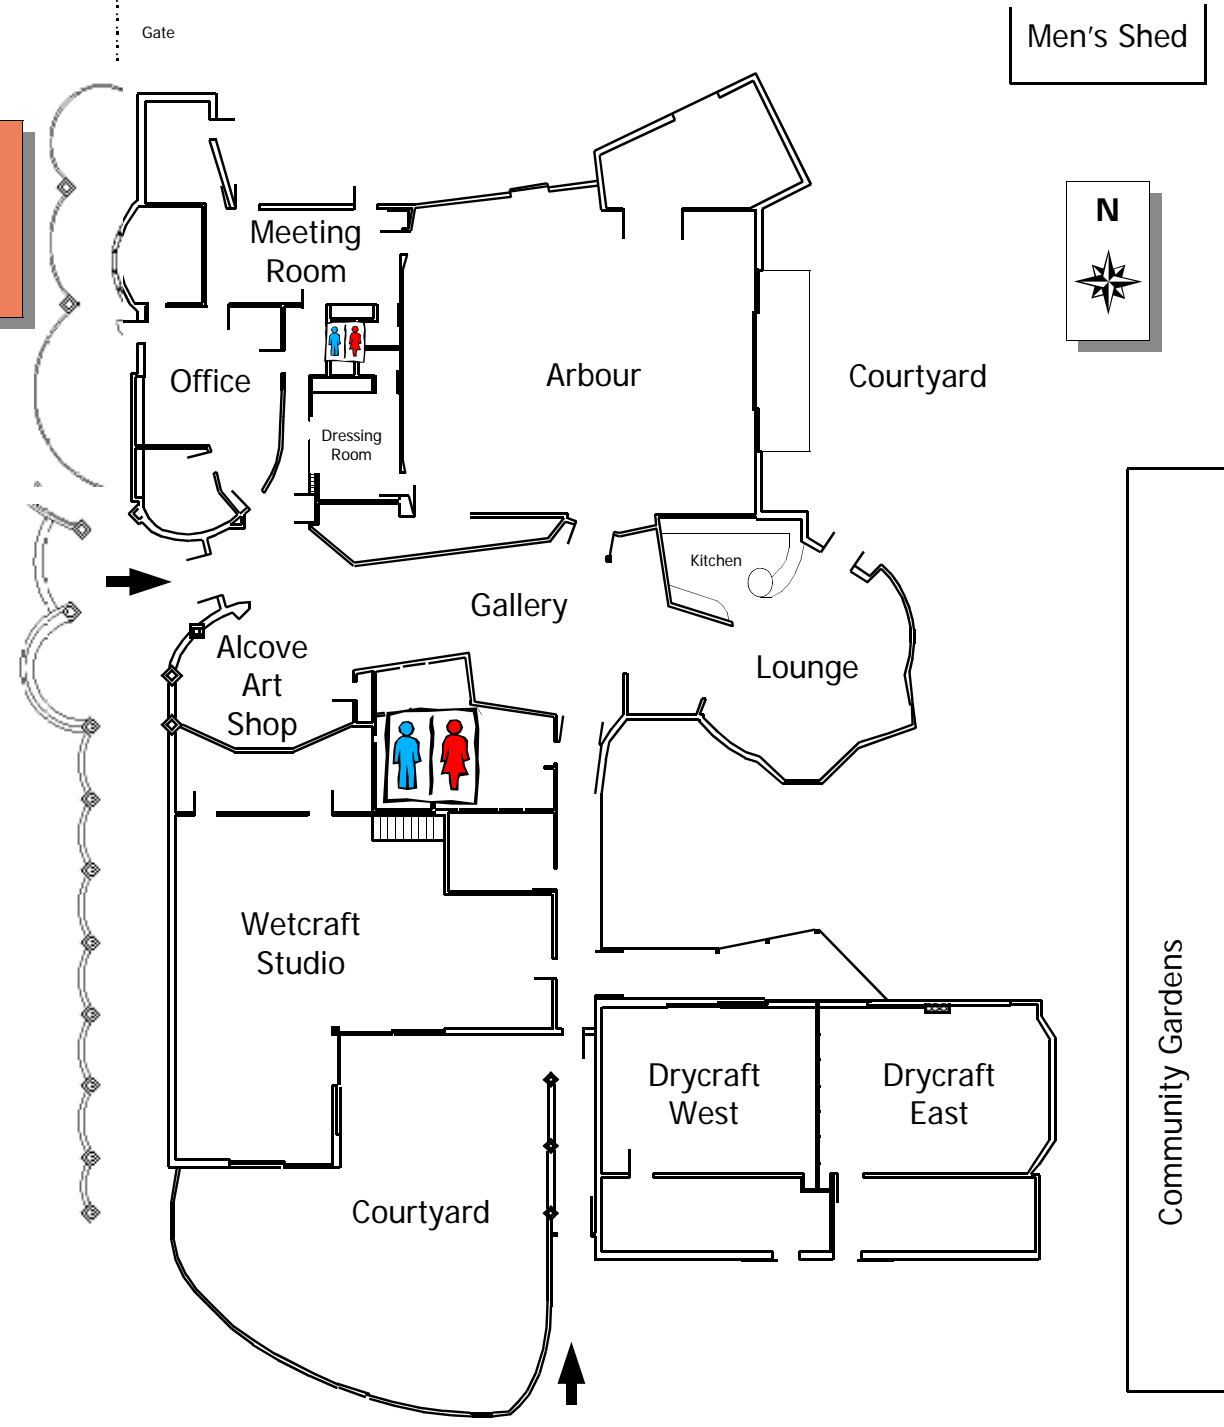 Gate
Men's Shed
N
Meeting
Room
Office
Arbour
Courtyard
Dressing
Room
Kitchen
Gallery
Alcove
Art
Shop
Lounge
Wetcraft
Studio
Drycraft
West
Drycraft
East
Community Gardens
Courtyard